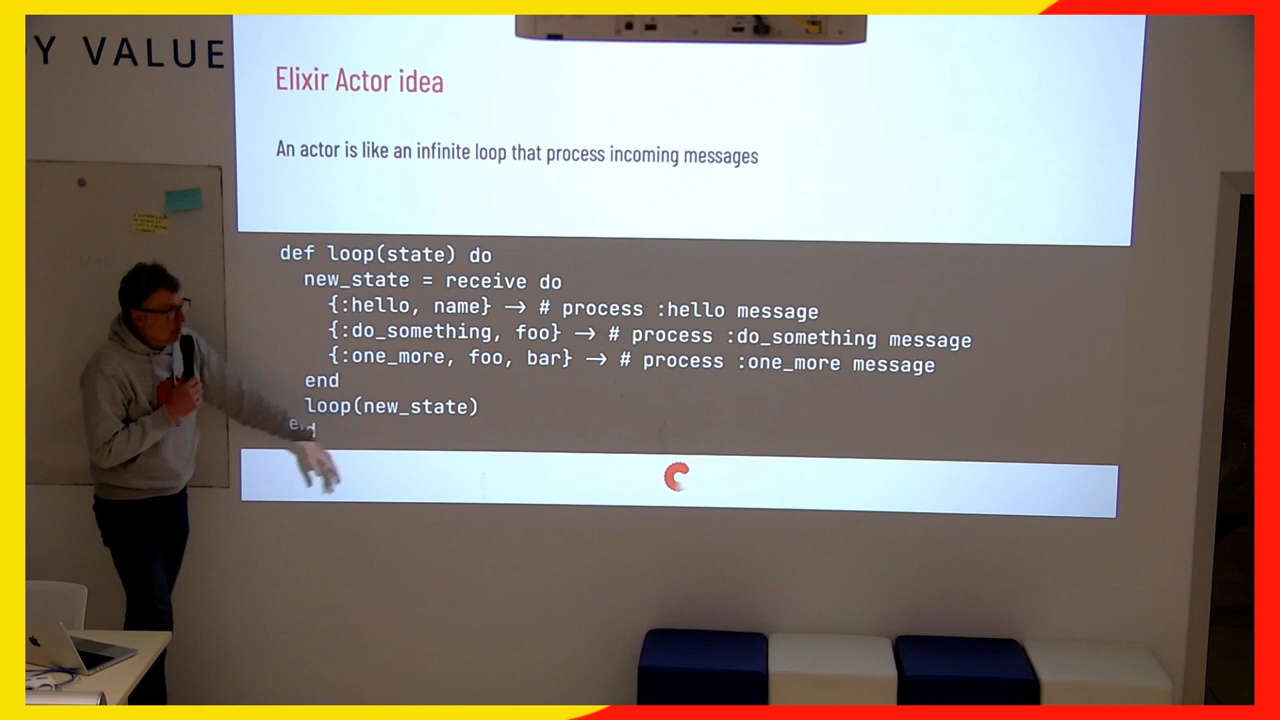 Y VALUE
Elixir Actor idea
An actor is like an infinite loop that process incoming messages
def loop(state) do
new_state = receive do
{:hello, name} → # process :hello message
{:do_something, foo} → # process :do_something message
{:one_more, foo, bar} → # process :one_more message
end
loop(new_state)
end